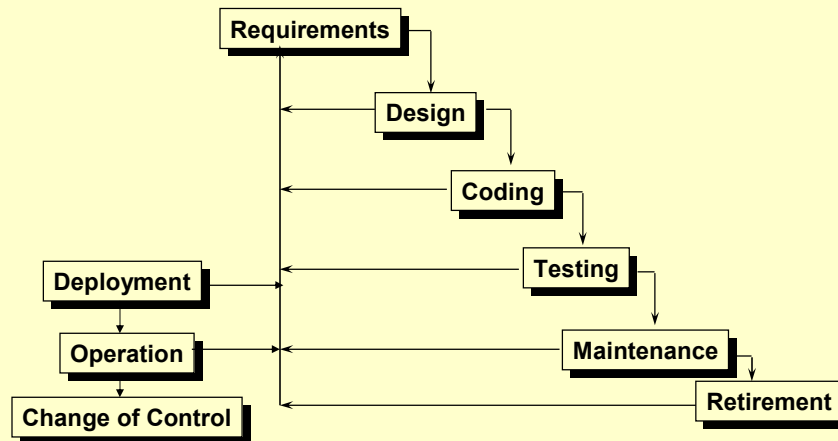 Requirements
Design
Coding
Testing
Deployment
Operation
Maintenance
Retirement
Change of Control